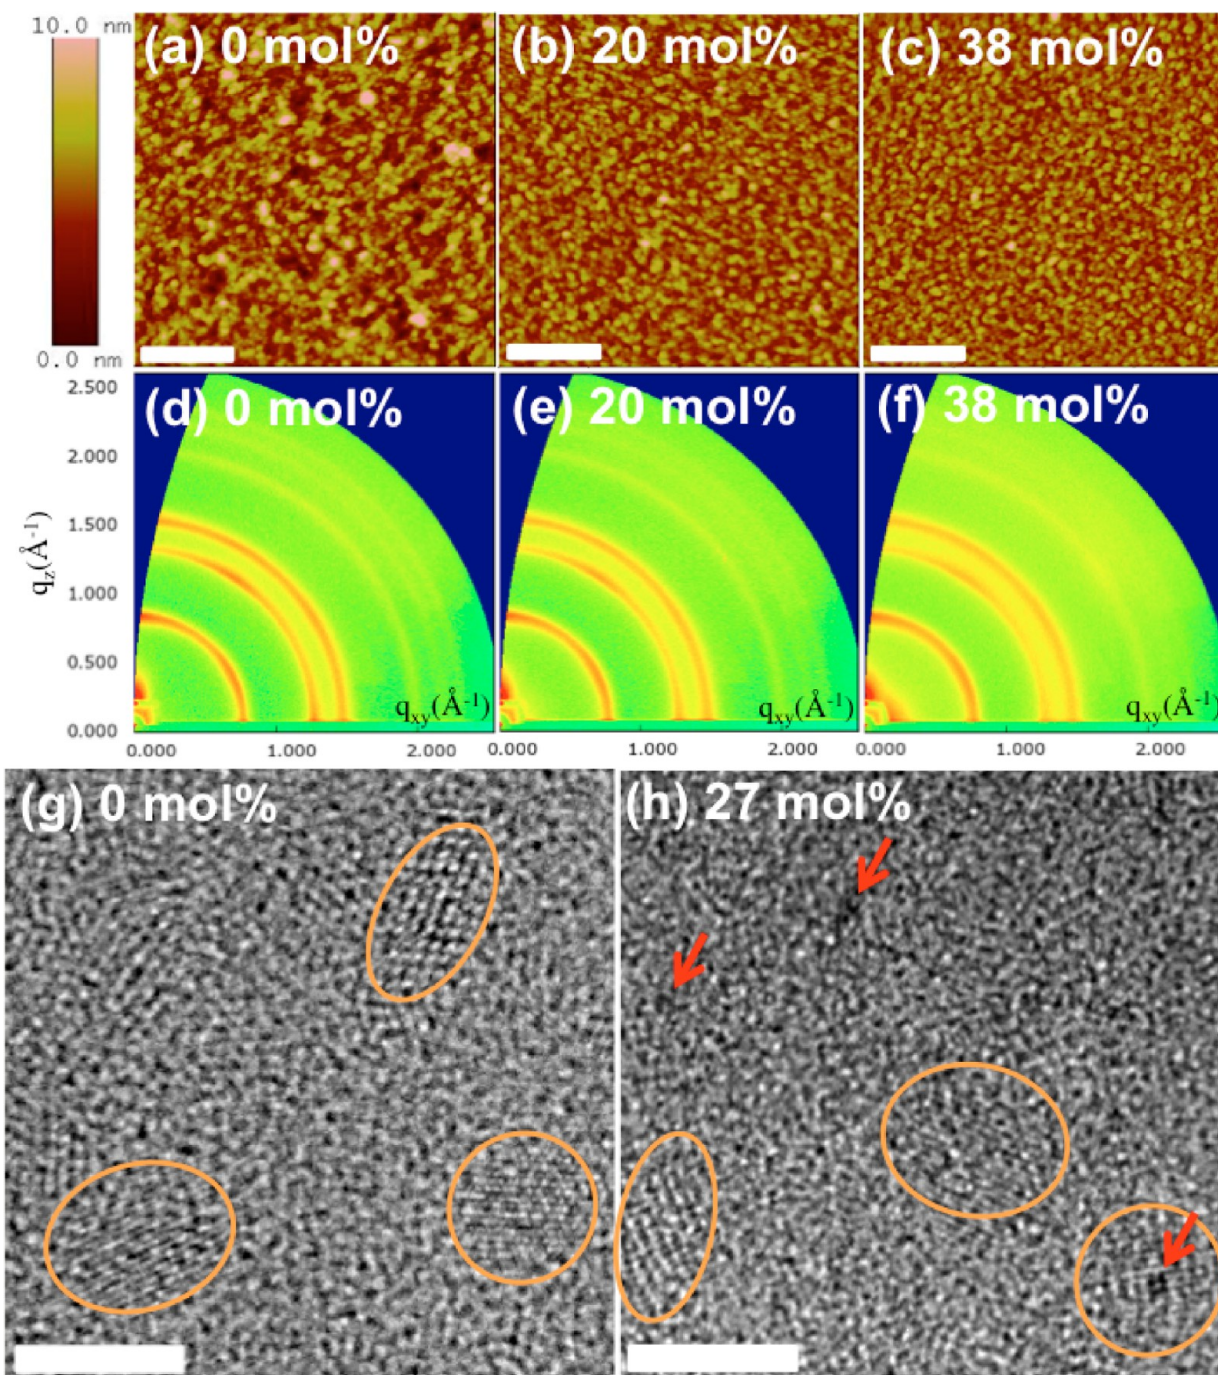 10.0 nm
0.0 nm
(a) 0 mol%
(b) 20 mol%
(c) 38 mol%
(d) 0 mol%
(e) 20 mol%
(f) 38 mol%
2.500
2.000
1.500
1.000
0.500
0.000
qz(Å-1)
qxy(Å-1)
qxy(Å-1)
qxy(Å-1)
0.000 1.000 2.000
0.000 1.000 2.000
0.000 1.000 2.000
(g) 0 mol%
(h) 27 mol%